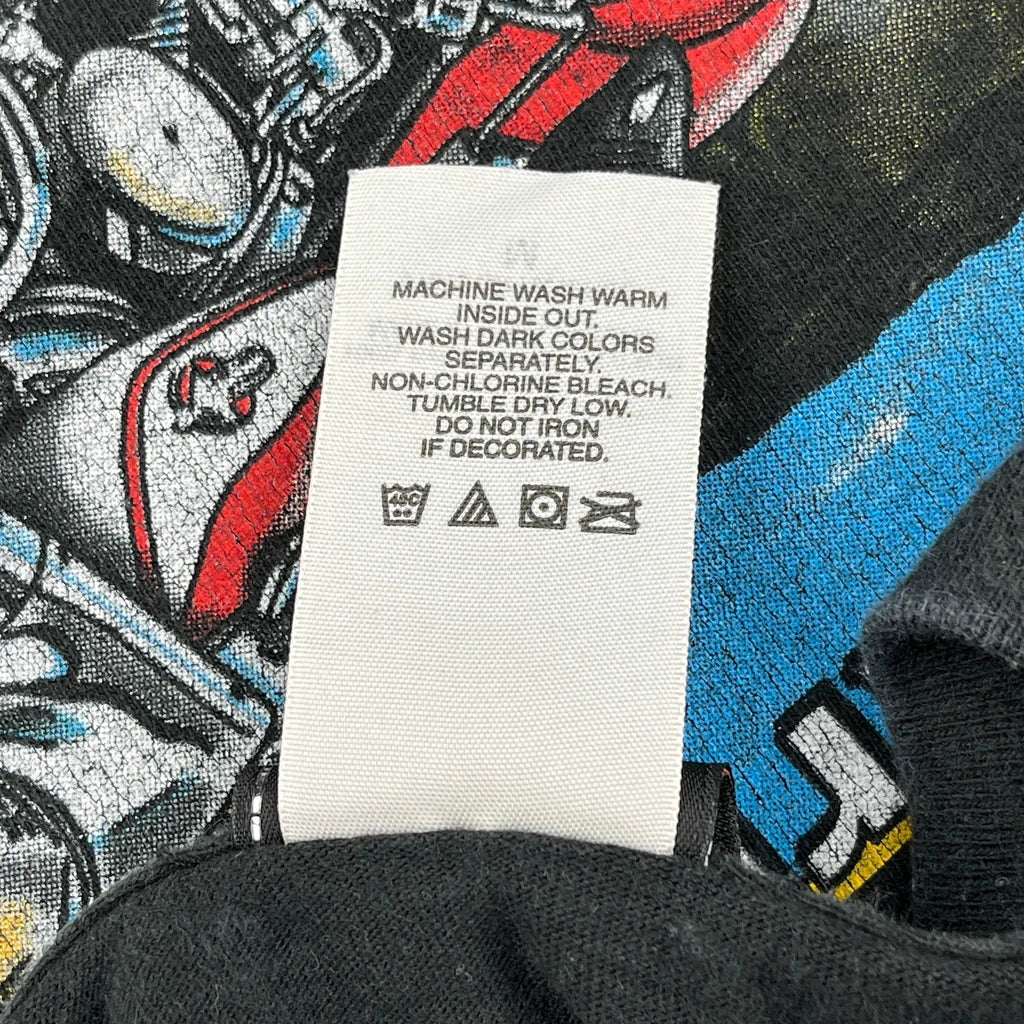 MACHINE WASH WARM
INSIDE OUT.
WASH DARK COLORS
SEPARATELY.
NON-CHLORINE BLEACH.
TUMBLE DRY LOW.
DO NOT IRON
IF DECORATED.
40C